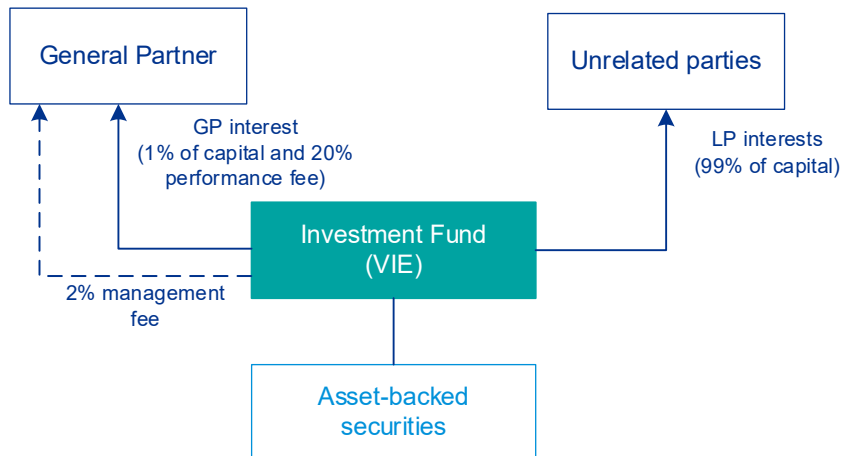 General Partner
Unrelated parties
GP interest
(1% of capital and 20%
performance fee)
LP interests
(99% of capital)
Investment Fund
(VIE)
2% management
fee
Asset-backed
securities